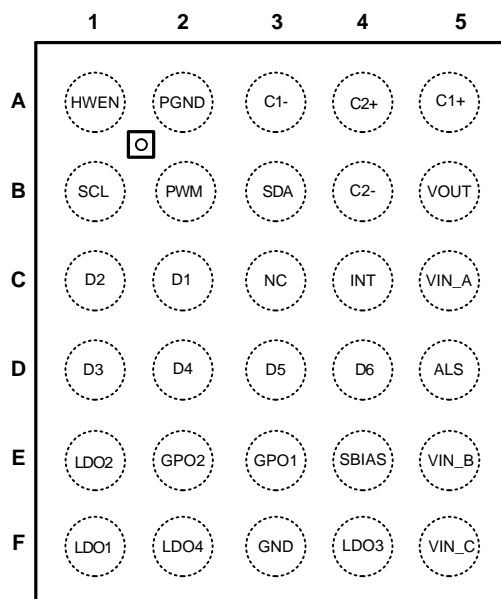 1 2 3 4 5
A HWEN PGND C1- C2+ C1+
B SCL PWM SDA C2- VOUT
C D2 D1 NC INT VIN_A
D D3 D4 D5 D6 ALS
E LDO2 GPO2 GPO1 SBIAS VIN_B
F LDO1 LDO4 GND LDO3 VIN_C